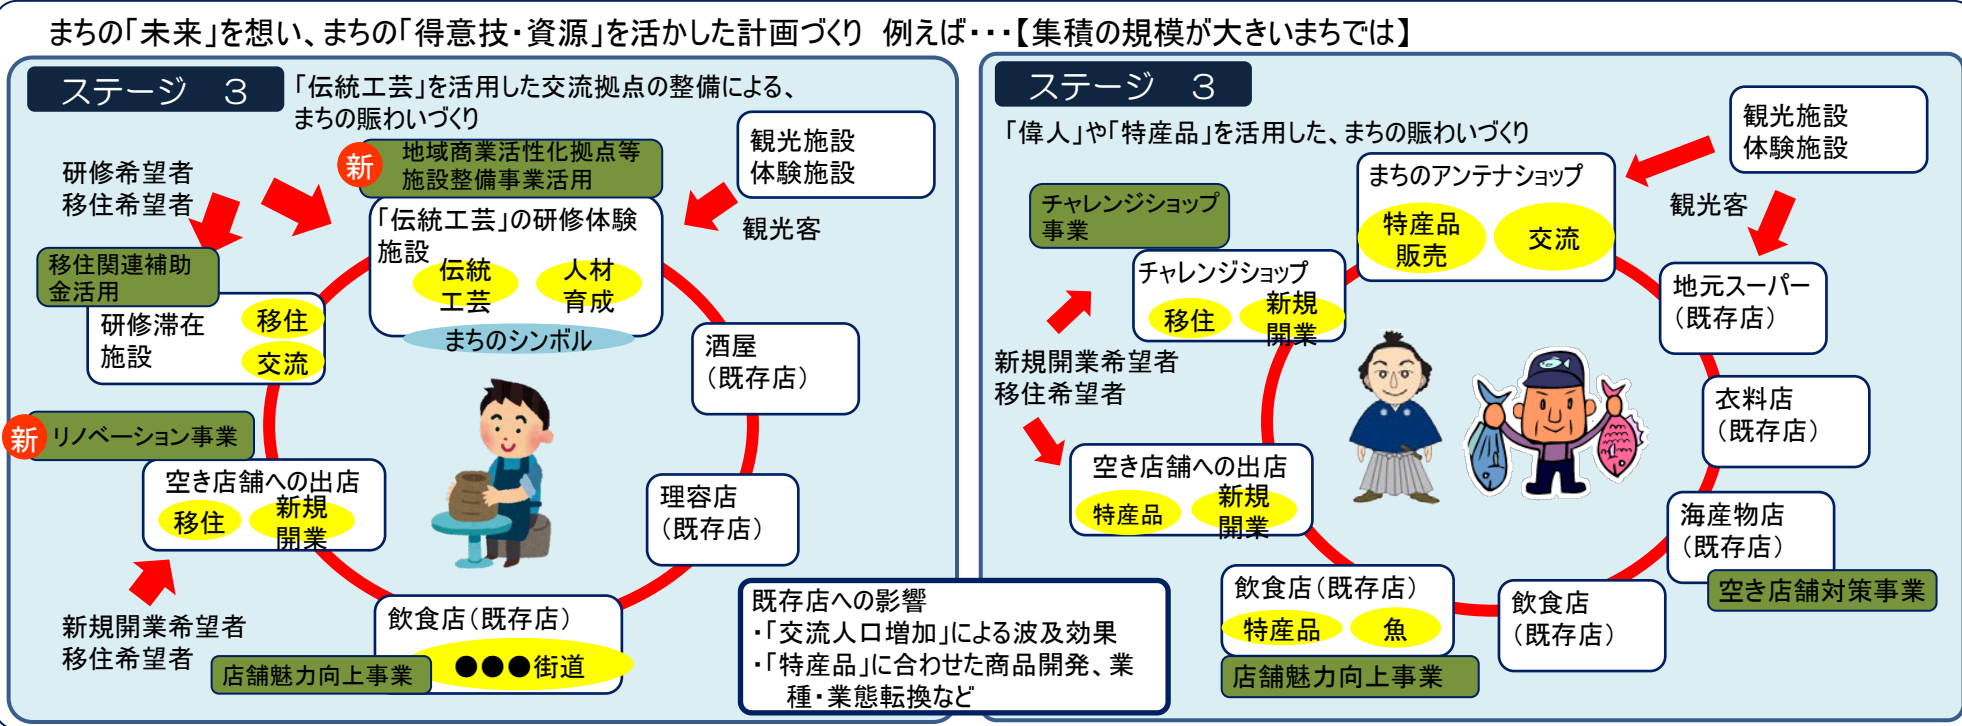 まちの「未来」を想い、まちの「得意技・資源」を活かした計画づくり　例えば・・・【集積の規模が大きいまちでは】
ステージ　３
「伝統工芸」を活用した交流拠点の整備による、
まちの賑わいづくり
新
地域商業活性化拠点等
施設整備事業活用
観光施設
体験施設
研修希望者
移住希望者
観光客
「伝統工芸」の研修体験
施設
伝統
工芸
人材
育成
まちのシンボル
移住関連補助
金活用
研修滞在
施設
移住
交流
酒屋
（既存店）
新
リノベーション事業
空き店舗への出店
移住
新規
開業
理容店
（既存店）
新規開業希望者
移住希望者
飲食店（既存店）
●●●街道
店舗魅力向上事業
既存店への影響
・「交流人口増加」による波及効果
・「特産品」に合わせた商品開発、業
種・業態転換など
ステージ　３
「偉人」や「特産品」を活用した、まちの賑わいづくり
観光施設
体験施設
観光客
まちのアンテナショップ
特産品
販売
交流
チャレンジショップ
事業
チャレンジショップ
移住
新規
開業
地元スーパー
（既存店）
新規開業希望者
移住希望者
衣料店
（既存店）
空き店舗への出店
特産品
新規
開業
海産物店
（既存店）
空き店舗対策事業
飲食店（既存店）
特産品
魚
店舗魅力向上事業
飲食店
（既存店）